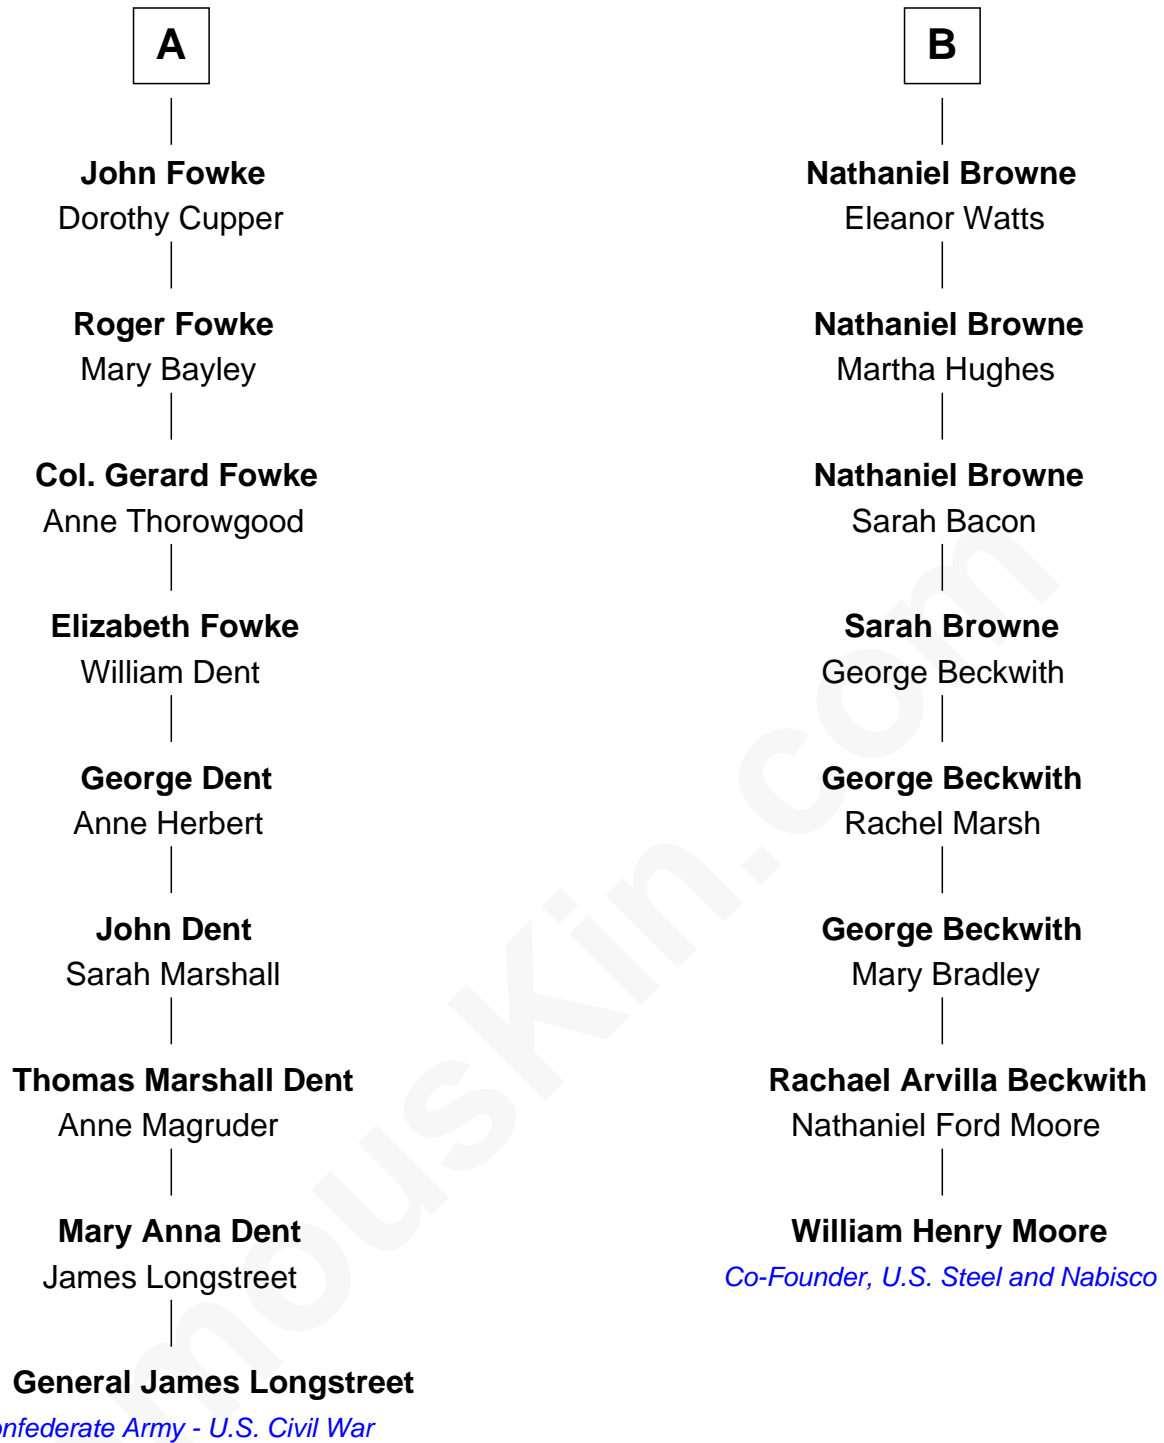 A
John Fowke
Dorothy Cupper
Roger Fowke
Mary Bayley
Col. Gerard Fowke
Anne Thorowgood
Elizabeth Fowke
William Dent
George Dent
Anne Herbert
John Dent
Sarah Marshall
Thomas Marshall Dent
Anne Magruder
Mary Anna Dent
James Longstreet
General James Longstreet
onfederate Army - U.S. Civil War
B
Nathaniel Browne
Eleanor Watts
Nathaniel Browne
Martha Hughes
Nathaniel Browne
Sarah Bacon
Sarah Browne
George Beckwith
George Beckwith
Rachel Marsh
George Beckwith
Mary Bradley
Rachael Arvilla Beckwith
Nathaniel Ford Moore
William Henry Moore
Co-Founder, U.S. Steel and Nabisco
mouskin.com